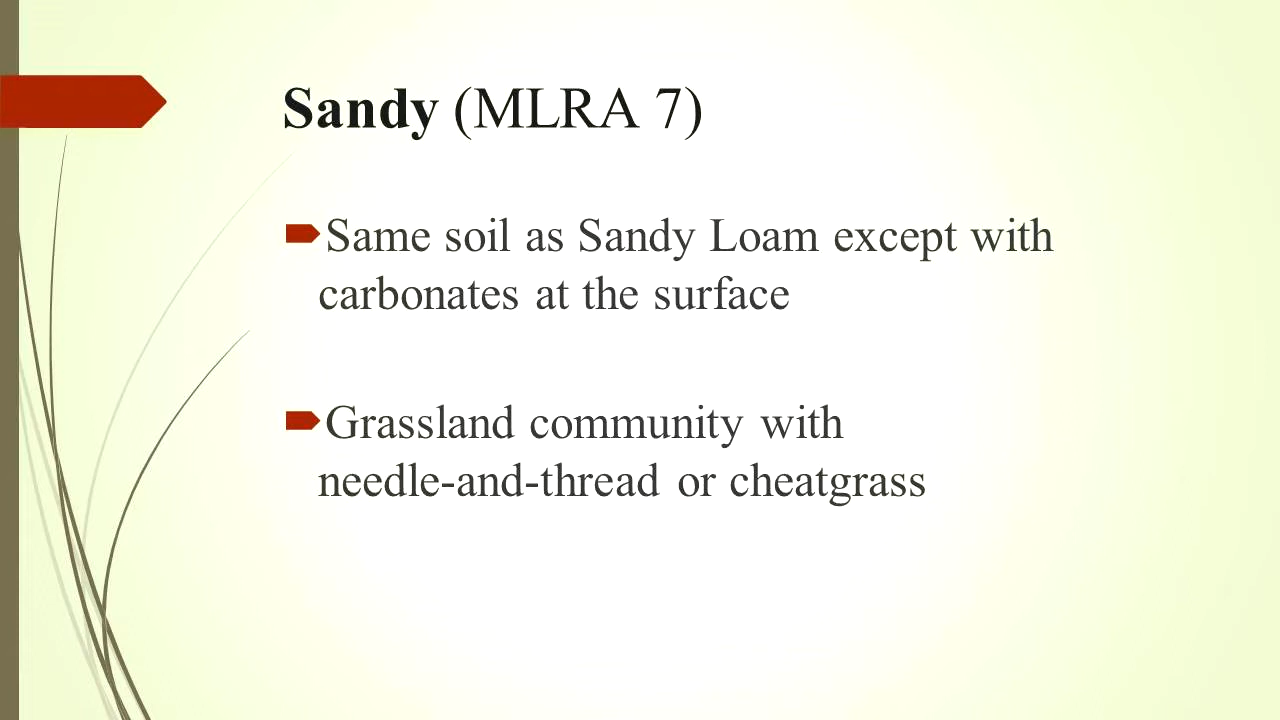 Sandy (MLRA 7)
Same soil as Sandy Loam except with
carbonates at the surface
Grassland community with
needle-and-thread or cheatgrass